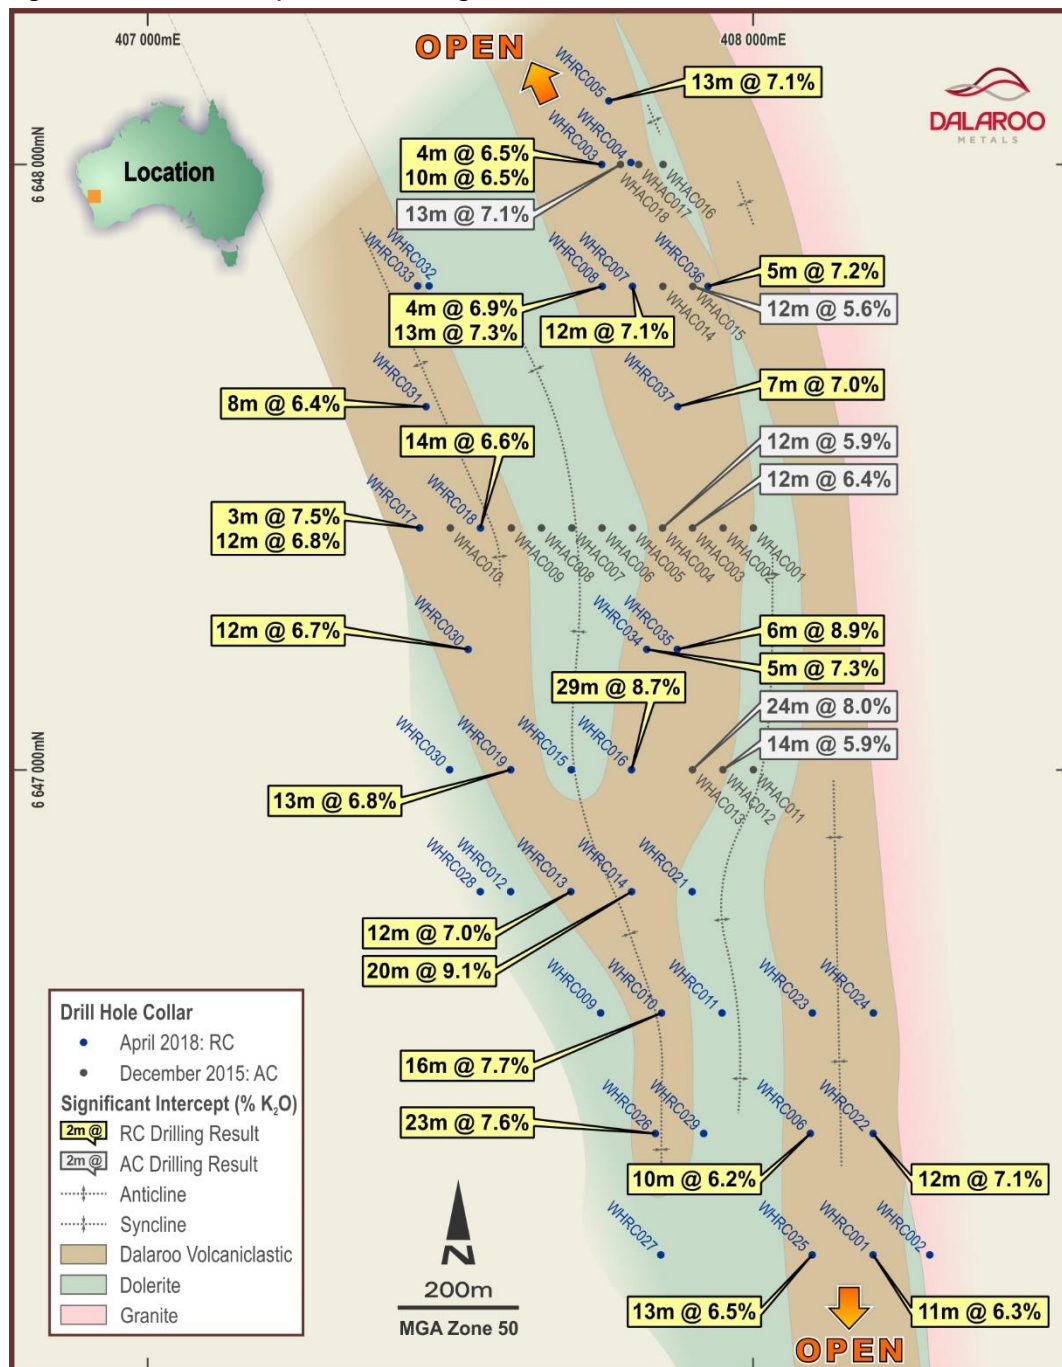 407 000mE
408 000mE
OPEN
WHRC005
13m @ 7.1%
DALAROO
METALS
6 648 000mN
Location
4m @ 6.5%
10m @ 6.5%
WHRC003
WHRC004
WHAC018
WHAC017
WHAC016
13m @ 7.1%
WHRC033
WHRC032
WHRC008
WHRC007
WHRC036
5m @ 7.2%
4m @ 6.9%
13m @ 7.3%
12m @ 7.1%
WHAC014
WHAC015
12m @ 5.6%
WHRC031
WHRC037
7m @ 7.0%
8m @ 6.4%
14m @ 6.6%
12m @ 5.9%
12m @ 6.4%
3m @ 7.5%
12m @ 6.8%
WHRC017
WHRC018
WHAC010
WHAC009
WHAC008
WHAC007
WHAC006
WHAC005
WHAC004
WHAC003
WHAC002
WHAC001
12m @ 6.7%
WHRC030
WHRC034
WHRC035
6m @ 8.9%
5m @ 7.3%
29m @ 8.7%
24m @ 8.0%
14m @ 5.9%
6 647 000mN
WHRC030
WHRC019
WHRC015
WHRC016
WHAC013
WHAC012
WHAC011
13m @ 6.8%
WHRC028
WHRC012
WHRC013
WHRC014
WHRC021
12m @ 7.0%
20m @ 9.1%
WHRC009
WHRC010
WHRC011
WHRC023
WHRC024
16m @ 7.7%
23m @ 7.6%
WHRC026
WHRC029
WHRC006
WHRC022
10m @ 6.2%
12m @ 7.1%
WHRC027
WHRC025
WHRC001
WHRC002
13m @ 6.5%
11m @ 6.3%
OPEN
Drill Hole Collar
April 2018: RC
December 2015: AC
Significant Intercept (% K₂O)
2m @ RC Drilling Result
2m @ AC Drilling Result
Anticline
Syncline
Dalaroo Volcaniclastic
Dolerite
Granite
N
200m
MGA Zone 50